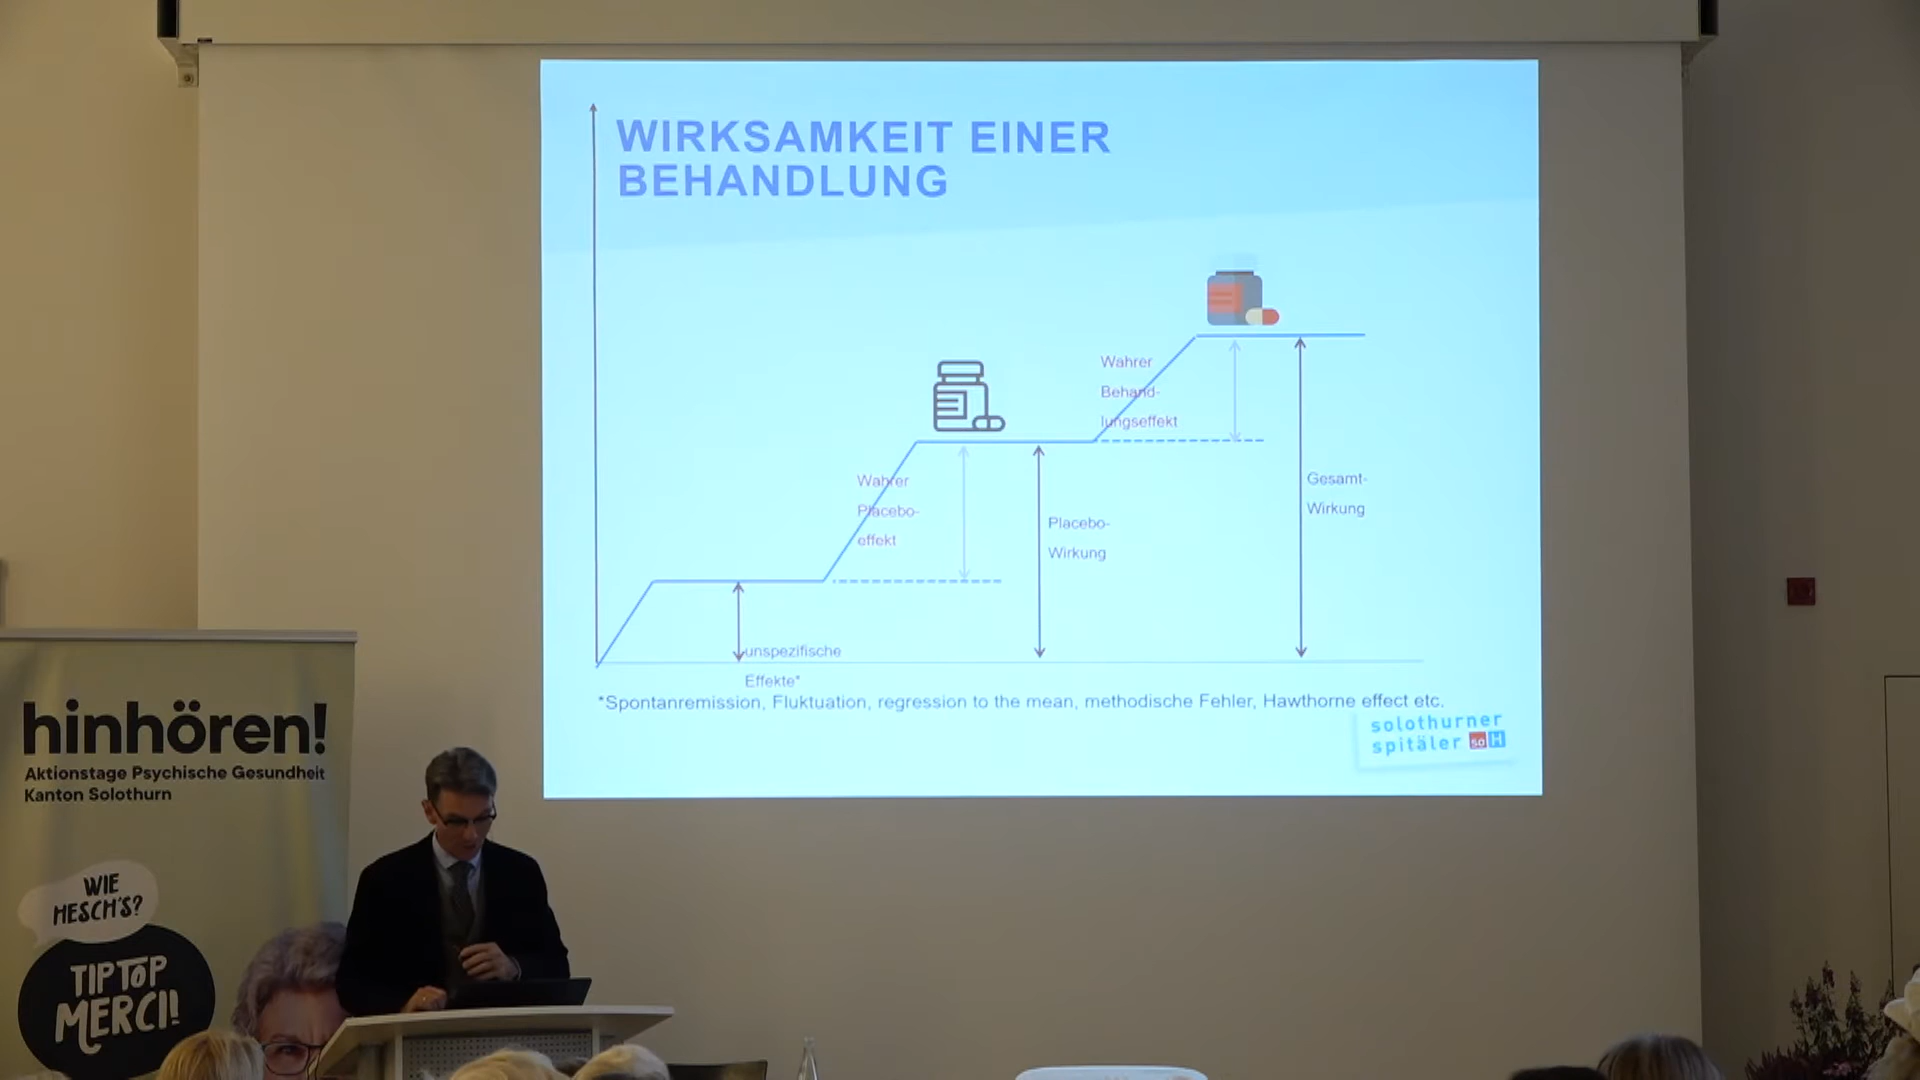 WIRKSAMKEIT EINER
BEHANDLUNG
Wahrer
Behand-
lungseffekt
Wahrer
Placebo-
effekt
Placebo-
Wirkung
Gesamt-
Wirkung
unspezifische
Effekte*
*Spontanremission, Fluktuation, regression to the mean, methodische Fehler, Hawthorne effect etc.
solothurner
spitäler so H
hinhören!
Aktionstage Psychische Gesundheit
Kanton Solothurn
WIE
HESCH'S?
TIPTOP
MERCI!